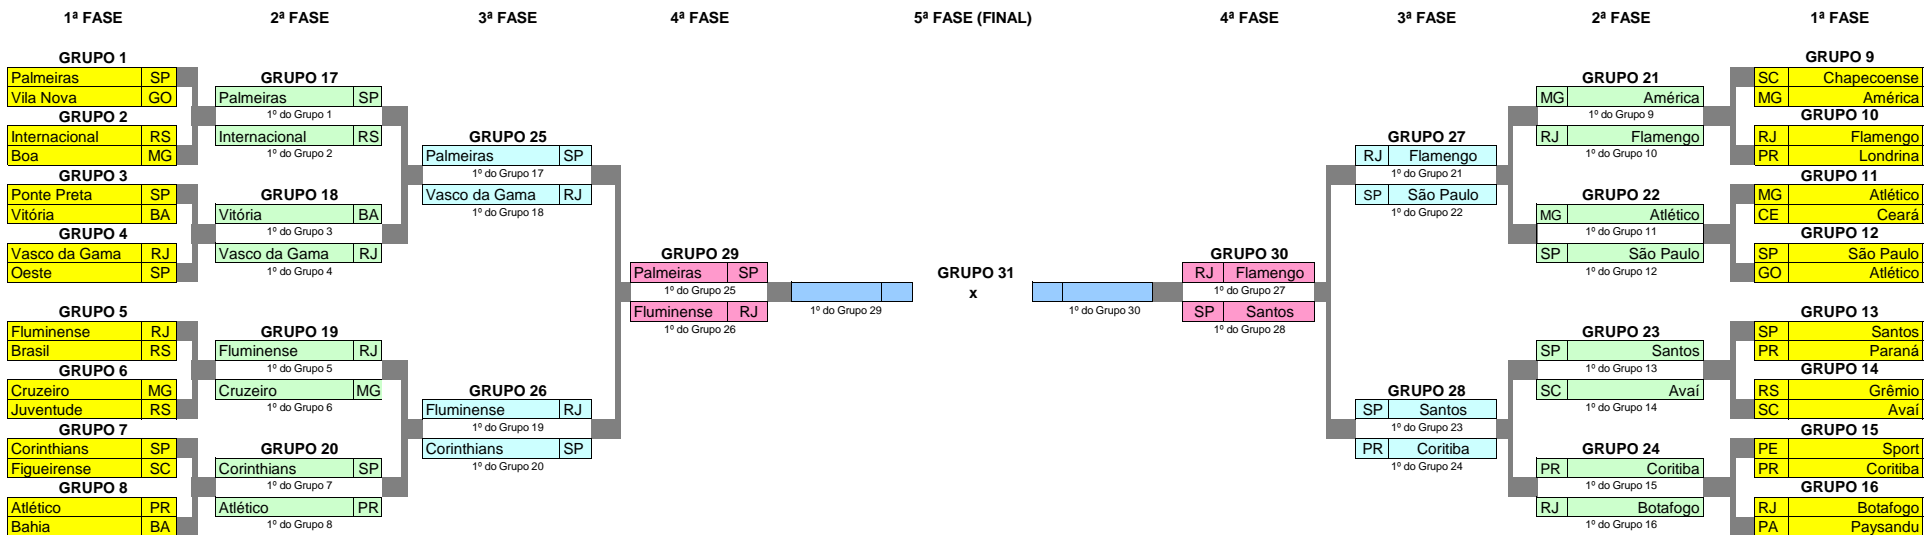 1ª FASE 2ª FASE 3ª FASE 4ª FASE 5ª FASE (FINAL) 4ª FASE 3ª FASE 2ª FASE 1ª FASE
GRUPO 1
Palmeiras SP
Vila Nova GO
GRUPO 2
Internacional RS
Boa MG
GRUPO 3
Ponte Preta SP
Vitória BA
GRUPO 4
Vasco da Gama RJ
Oeste SP
GRUPO 5
Fluminense RJ
Brasil RS
GRUPO 6
Cruzeiro MG
Juventude RS
GRUPO 7
Corinthians SP
Figueirense SC
GRUPO 8
Atlético PR
Bahia BA
GRUPO 17
Palmeiras SP
1º do Grupo 1
Internacional RS
1º do Grupo 2
GRUPO 18
Vitória BA
1º do Grupo 3
Vasco da Gama RJ
1º do Grupo 4
GRUPO 19
Fluminense RJ
1º do Grupo 5
Cruzeiro MG
1º do Grupo 6
GRUPO 20
Corinthians SP
1º do Grupo 7
Atlético PR
1º do Grupo 8
GRUPO 25
Palmeiras SP
1º do Grupo 17
Vasco da Gama RJ
1º do Grupo 18
GRUPO 26
Fluminense RJ
1º do Grupo 19
Corinthians SP
1º do Grupo 20
GRUPO 29
Palmeiras SP
1º do Grupo 25
Fluminense RJ
1º do Grupo 26
GRUPO 31
x
1º do Grupo 29
1º do Grupo 30
GRUPO 30
RJ Flamengo
1º do Grupo 27
SP Santos
1º do Grupo 28
GRUPO 27
RJ Flamengo
1º do Grupo 21
SP São Paulo
1º do Grupo 22
GRUPO 28
SP Santos
1º do Grupo 23
PR Coritiba
1º do Grupo 24
GRUPO 21
MG América
1º do Grupo 9
RJ Flamengo
1º do Grupo 10
GRUPO 22
MG Atlético
1º do Grupo 11
SP São Paulo
1º do Grupo 12
GRUPO 23
SP Santos
1º do Grupo 13
SC Avaí
1º do Grupo 14
GRUPO 24
PR Coritiba
1º do Grupo 15
RJ Botafogo
1º do Grupo 16
GRUPO 9
SC Chapecoense
MG América
GRUPO 10
RJ Flamengo
PR Londrina
GRUPO 11
MG Atlético
CE Ceará
GRUPO 12
SP São Paulo
GO Atlético
GRUPO 13
SP Santos
PR Paraná
GRUPO 14
RS Grêmio
SC Avaí
GRUPO 15
PE Sport
PR Coritiba
GRUPO 16
RJ Botafogo
PA Paysandu